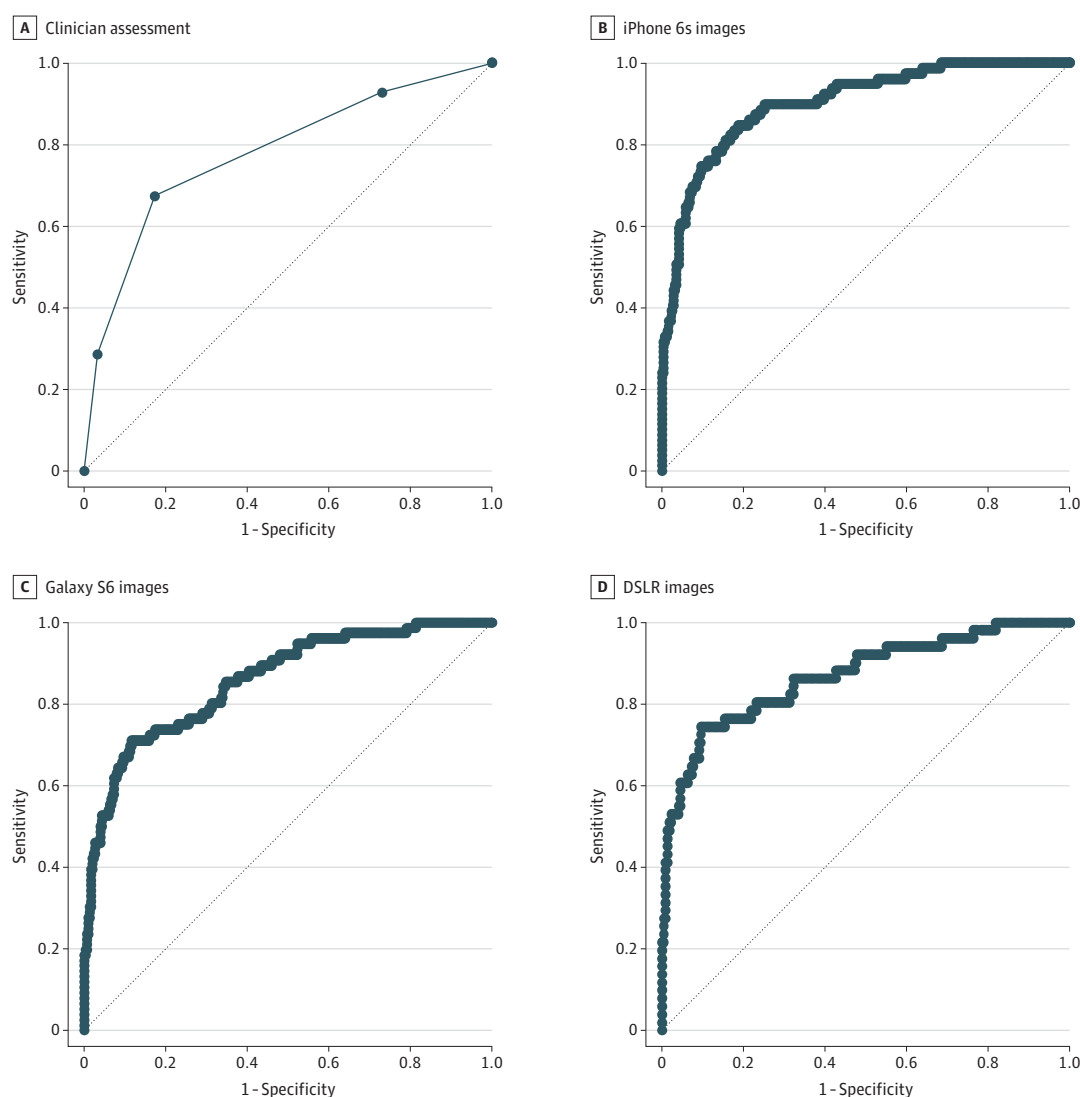 A Clinician assessment
1.0
0.8
0.6
0.4
0.2
0
Sensitivity
0 0.2 0.4 0.6 0.8 1.0
1 - Specificity
B iPhone 6s images
1.0
0.8
0.6
0.4
0.2
0
Sensitivity
0 0.2 0.4 0.6 0.8 1.0
1 - Specificity
C Galaxy S6 images
1.0
0.8
0.6
0.4
0.2
0
Sensitivity
0 0.2 0.4 0.6 0.8 1.0
1 - Specificity
D DSLR images
1.0
0.8
0.6
0.4
0.2
0
Sensitivity
0 0.2 0.4 0.6 0.8 1.0
1 - Specificity